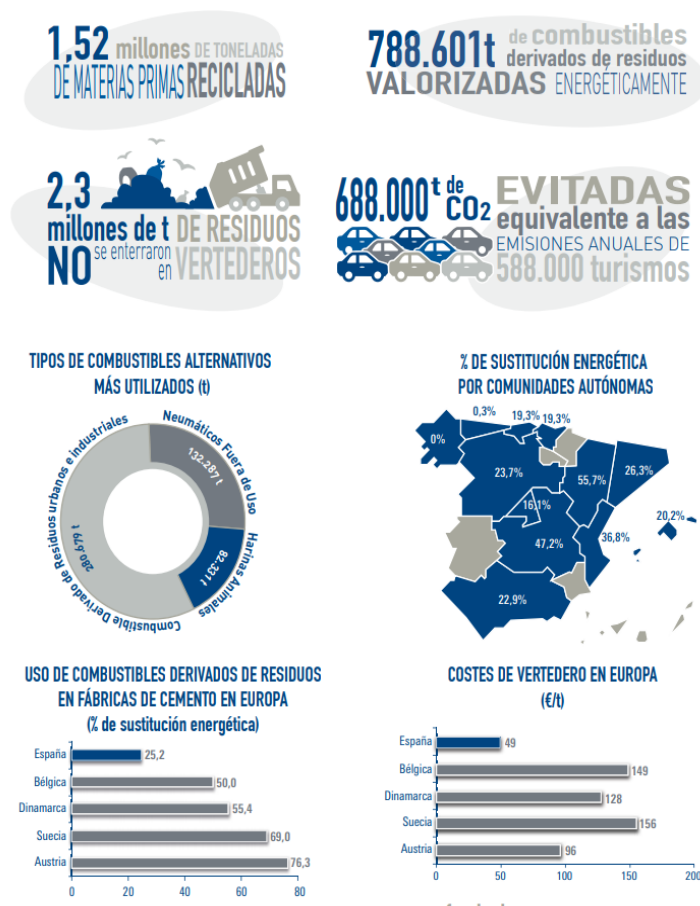 1,52 millones DE TONELADAS
DE MATERIAS PRIMAS RECICLADAS
788.601t de combustibles
derivados de residuos
VALORIZADAS ENERGÉTICAMENTE
2,3
millones de t DE RESIDUOS
NO se enterraron
en VERTEDEROS
688.000t de
CO2
EVITADAS
equivalente a las
EMISIONES ANUALES DE
588.000 turismos
TIPOS DE COMBUSTIBLES ALTERNATIVOS
MÁS UTILIZADOS (t)
Neumáticos Fuera de Uso
132.287 t
Harinas Animales
82.331 t
Combustible Derivado de Residuos urbanos e industriales
280.679 t
% DE SUSTITUCIÓN ENERGÉTICA
POR COMUNIDADES AUTÓNOMAS
0,3%
19,3%
19,3%
0%
23,7%
55,7%
26,3%
16,1%
20,2%
47,2%
36,8%
22,9%
USO DE COMBUSTIBLES DERIVADOS DE RESIDUOS
EN FÁBRICAS DE CEMENTO EN EUROPA
(% de sustitución energética)
España 25,2
Bélgica 50,0
Dinamarca 55,4
Suecia 69,0
Austria 76,3
0 20 40 60 80
COSTES DE VERTEDERO EN EUROPA
(€/t)
España 49
Bélgica 149
Dinamarca 128
Suecia 156
Austria 96
0 50 100 150 200